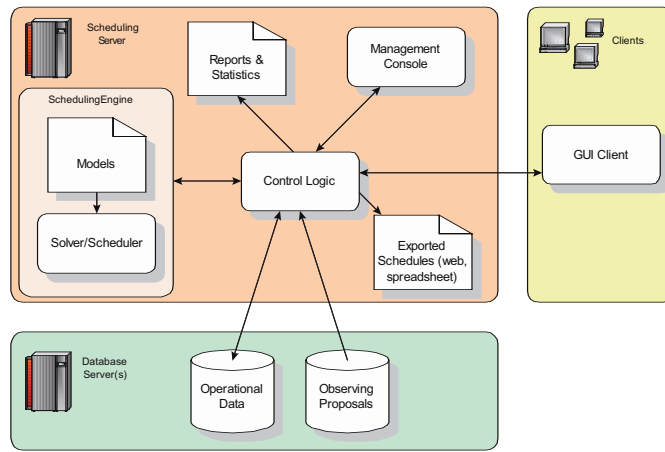 Scheduling
Server
Reports &
Statistics
Management
Console
Clients
SchedulingEngine
Models
Solver/Scheduler
Control Logic
GUI Client
Exported
Schedules (web,
spreadsheet)
Database
Server(s)
Operational
Data
Observing
Proposals